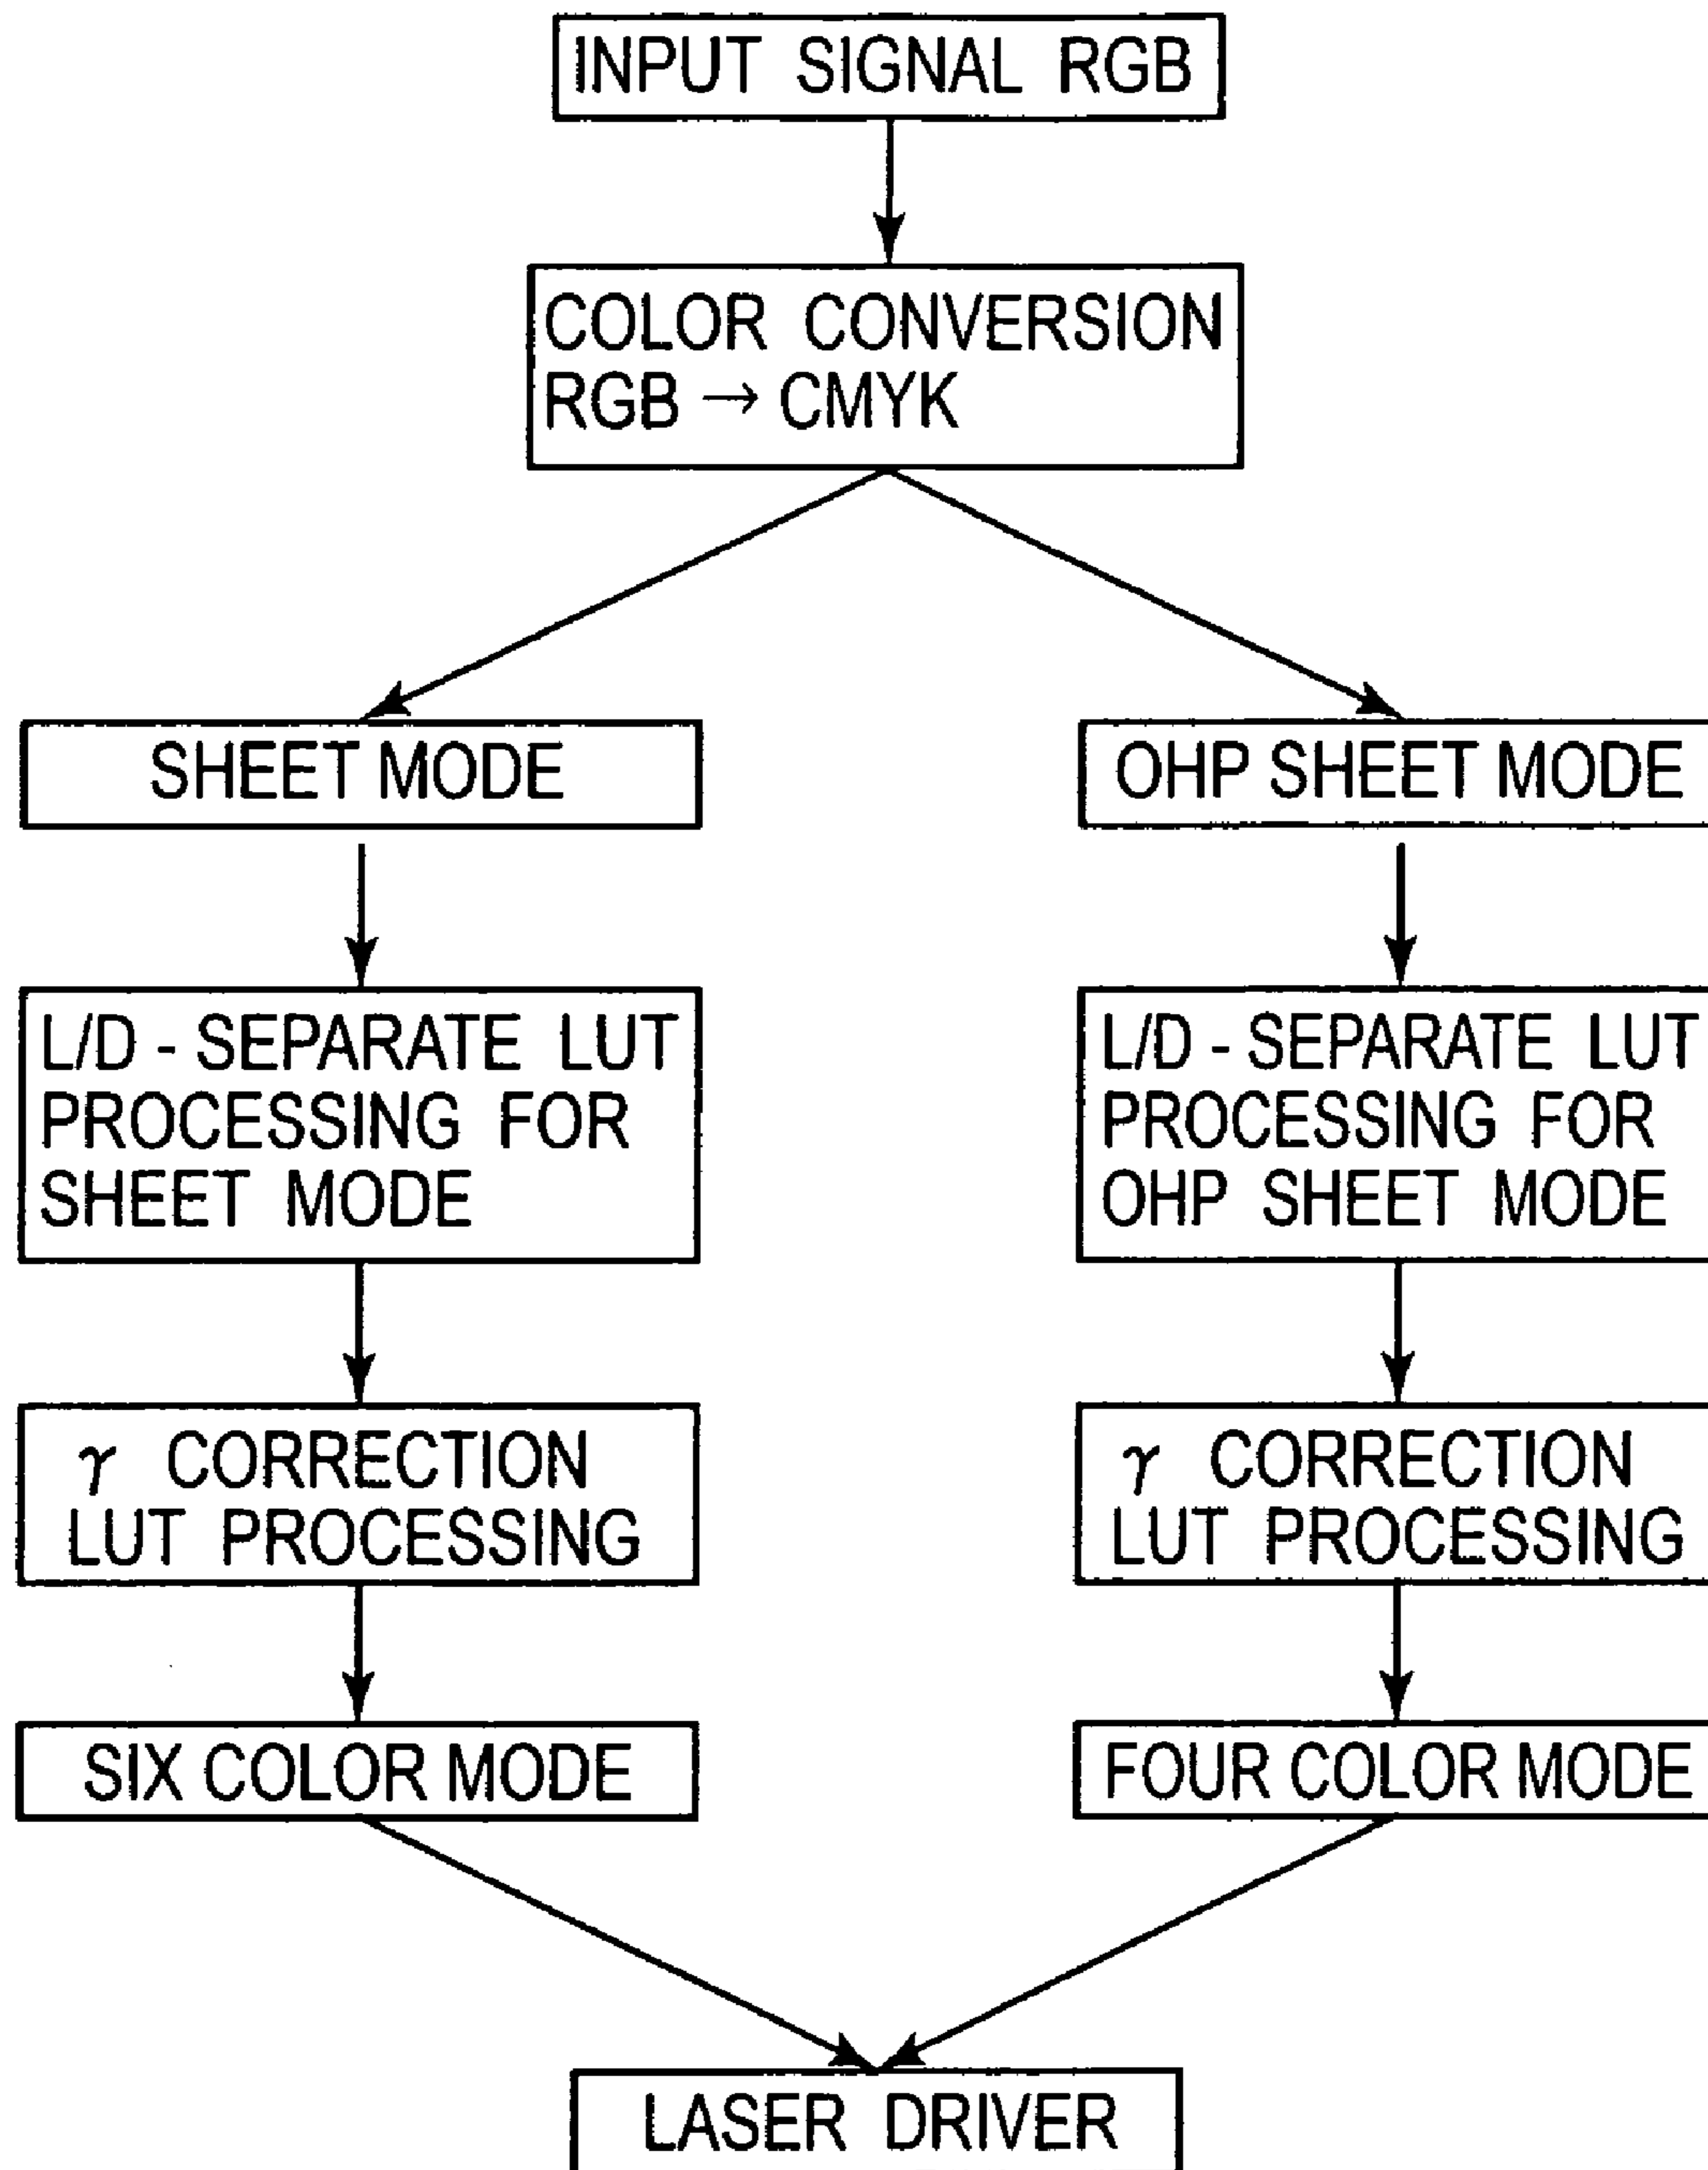 INPUT SIGNAL RGB
COLOR CONVERSION
RGB → CMYK
SHEET MODE
OHP SHEET MODE
L/D - SEPARATE LUT
PROCESSING FOR
SHEET MODE
L/D - SEPARATE LUT
PROCESSING FOR
OHP SHEET MODE
γ CORRECTION
LUT PROCESSING
γ CORRECTION
LUT PROCESSING
SIX COLOR MODE
FOUR COLOR MODE
LASER DRIVER